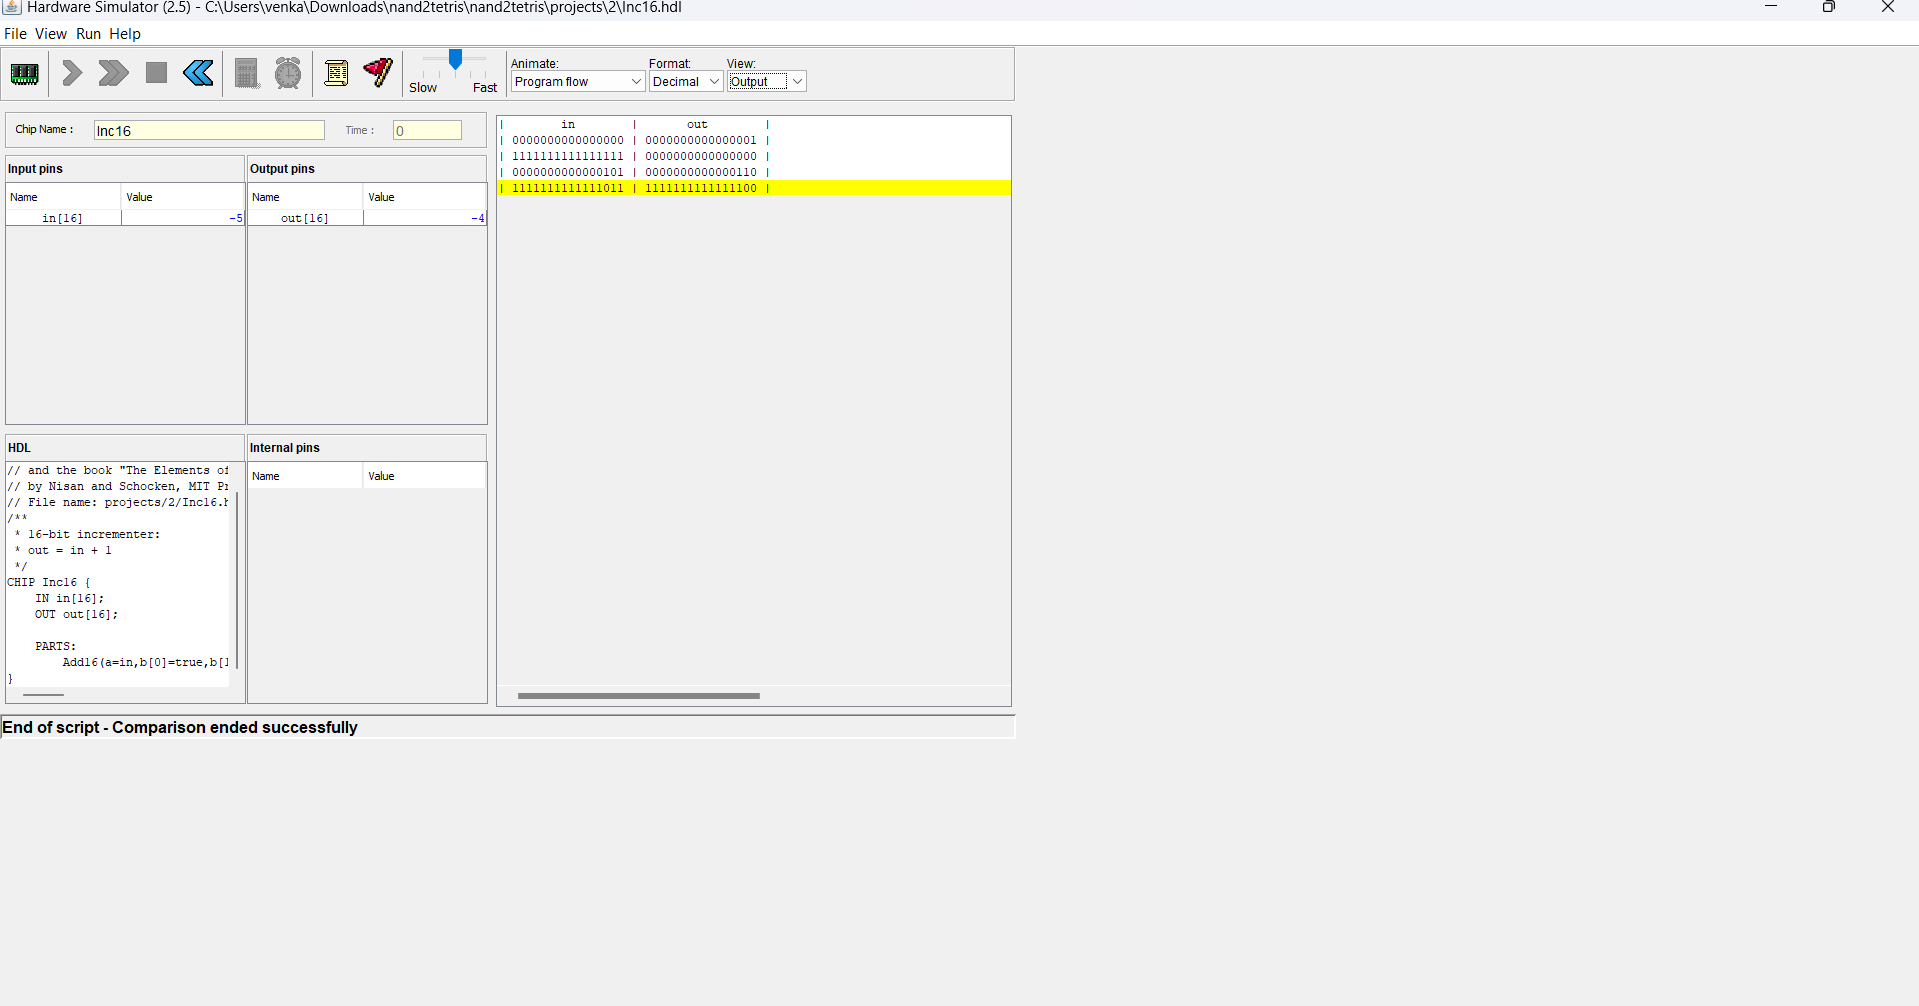 Hardware Simulator (2.5) - C:\Users\venka\Downloads\nand2tetris\nand2tetris\projects\2\Inc16.hdl
File View Run Help
Animate: Format: View:
Slow Fast Program flow Decimal Output
Chip Name : Inc16 Time : 0
Input pins
Name Value
in[16] -5
Output pins
Name Value
out[16] -4
HDL
// and the book "The Elements of
// by Nisan and Schocken, MIT Pr
// File name: projects/2/Inc16.h
/**
* 16-bit incrementer:
* out = in + 1
*/
CHIP Inc16 {
IN in[16];
OUT out[16];
PARTS:
Add16(a=in,b[0]=true,b[1
}
Internal pins
Name Value
| in | out |
| 0000000000000000 | 0000000000000001 |
| 1111111111111111 | 0000000000000000 |
| 0000000000000101 | 0000000000000110 |
| 1111111111111011 | 1111111111111100 |
End of script - Comparison ended successfully